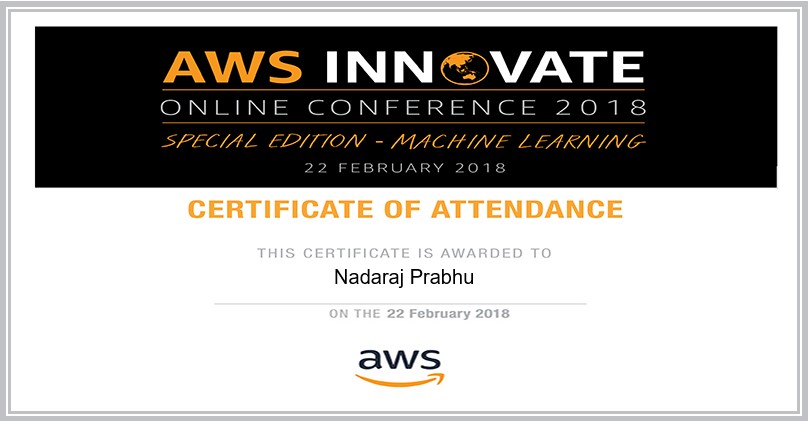 AWS INNOVATE
ONLINE CONFERENCE 2018
SPECIAL EDITION - MACHINE LEARNING
22 FEBRUARY 2018
CERTIFICATE OF ATTENDANCE
THIS CERTIFICATE IS AWARDED TO
Nadaraj Prabhu
ON THE 22 February 2018
aws